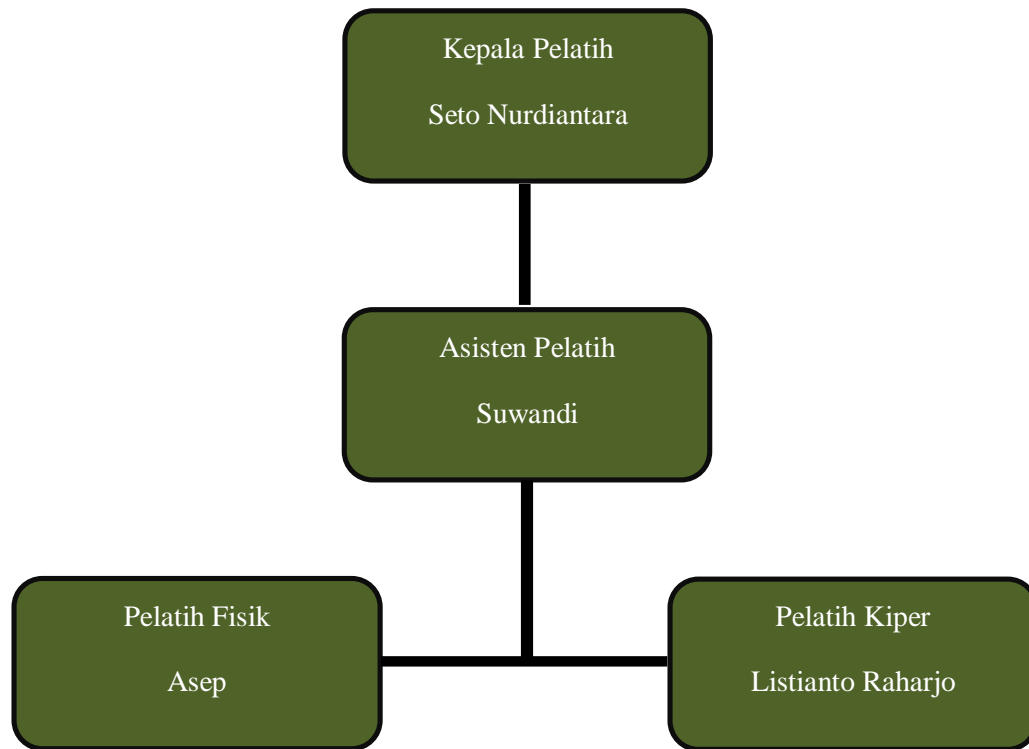 Kepala Pelatih
Seto Nurdiantara
Asisten Pelatih
Suwandi
Pelatih Fisik
Asep
Pelatih Kiper
Listianto Raharjo